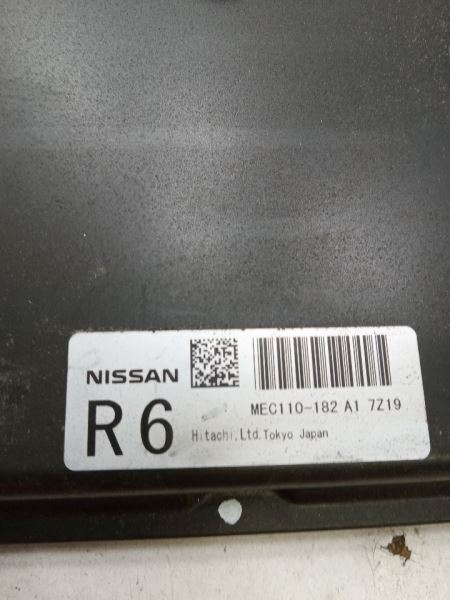 NISSAN
R6
MEC110-182 A1 7Z19
Hitachi,Ltd.Tokyo Japan